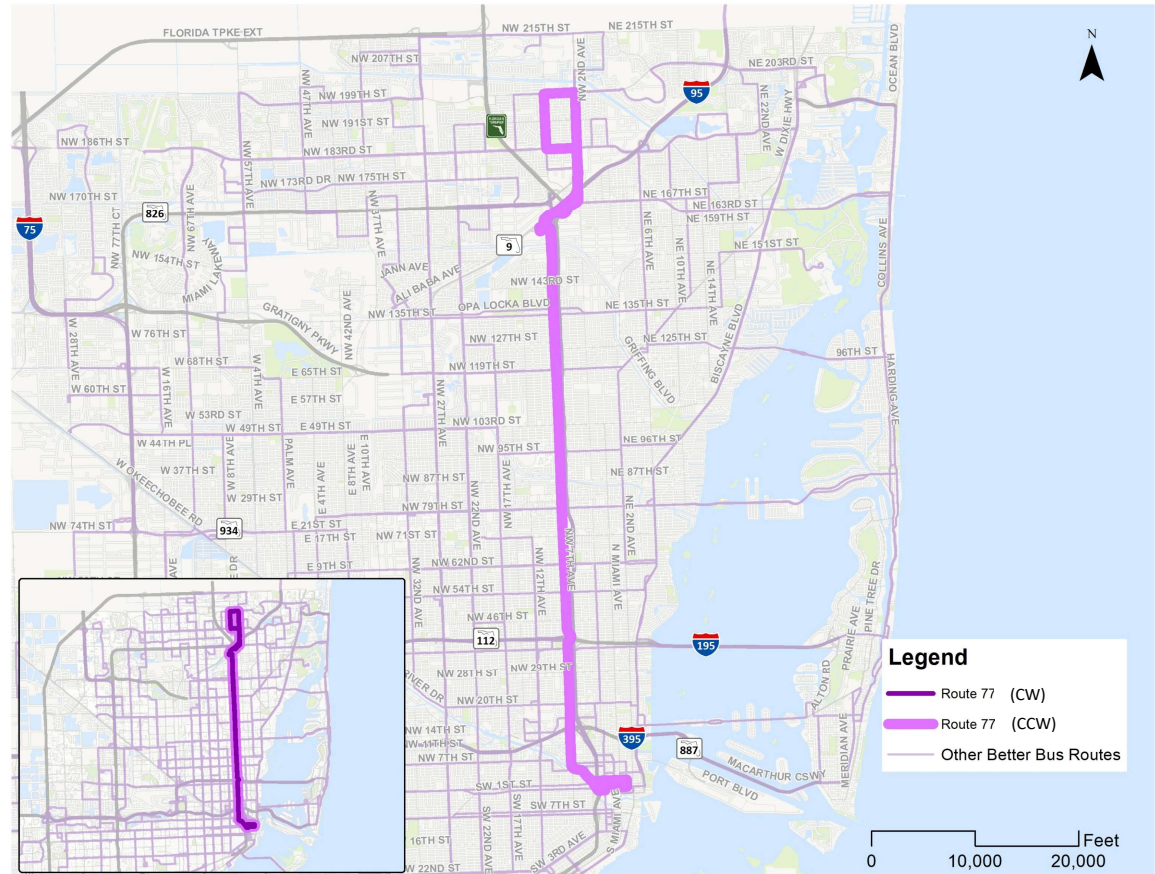 FLORIDA TPKE EXT
NW 215TH ST
NE 215TH ST
OCEAN BLVD
N
NW 207TH ST
NW 2ND AVE
NE 203RD ST
NW 47TH AVE
NW 199TH ST
95
NE 22ND AVE
W DIXIE HWY
NW 191ST ST
NW 186TH ST
NW 183RD ST
NW 57TH AVE
NW 173RD DR
NW 175TH ST
NW 170TH ST
NE 167TH ST
NE 163RD ST
NW 37TH AVE
826
NW 67TH AVE
NE 159TH ST
75
NW 77TH CT
9
NE 6TH AVE
NE 10TH AVE
NE 151ST ST
COLLINS AVE
NW 154TH ST
MIAMI LAKEWAY
JANN AVE
ALI BABA AVE
NW 143RD ST
NE 14TH AVE
OPA LOCKA BLVD
NE 135TH ST
GRATIGNY PKWY
NW 42ND AVE
NW 135TH ST
W 28TH AVE
W 76TH ST
NW 127TH ST
NE 125TH ST
BISCAYNE BLVD
W 68TH ST
W 4TH AVE
NW 119TH ST
GRIFFING BLVD
96TH ST
HARDING AVE
W 60TH ST
W 16TH AVE
E 65TH ST
E 57TH ST
NW 27TH AVE
W 53RD ST
W 49TH ST
E 49TH ST
NW 103RD ST
W 44TH PL
NW 95TH ST
NE 96TH ST
W 37TH ST
W 8TH AVE
PALM AVE
E 4TH AVE
E 8TH AVE
E 10TH AVE
NW 17TH AVE
NE 87TH ST
W OKEECHOBEE RD
W 29TH ST
NW 87TH ST
NW 22ND AVE
NW 79TH ST
NE 2ND AVE
NW 74TH ST
934
E 21ST ST
E 17TH ST
NW 71ST ST
NW 7TH AVE
E 9TH ST
NW 62ND ST
NW 12TH AVE
N MIAMI AVE
NW 32ND AVE
NW 54TH ST
PINE TREE DR
NW 46TH ST
PRAIRIE AVE
112
195
NW 29TH ST
NW 28TH ST
ALTON RD
RIVER DR
NW 20TH ST
MERIDIAN AVE
NW 14TH ST
NW 11TH ST
395
887
NW 7TH ST
MACARTHUR CSWY
PORT BLVD
SW 1ST ST
S MIAMI AVE
SW 7TH ST
SW 22ND AVE
SW 17TH AVE
16TH ST
SW 3RD AVE
W 22ND ST
Legend
Route 77 (CW)
Route 77 (CCW)
Other Better Bus Routes
Feet
0 10,000 20,000